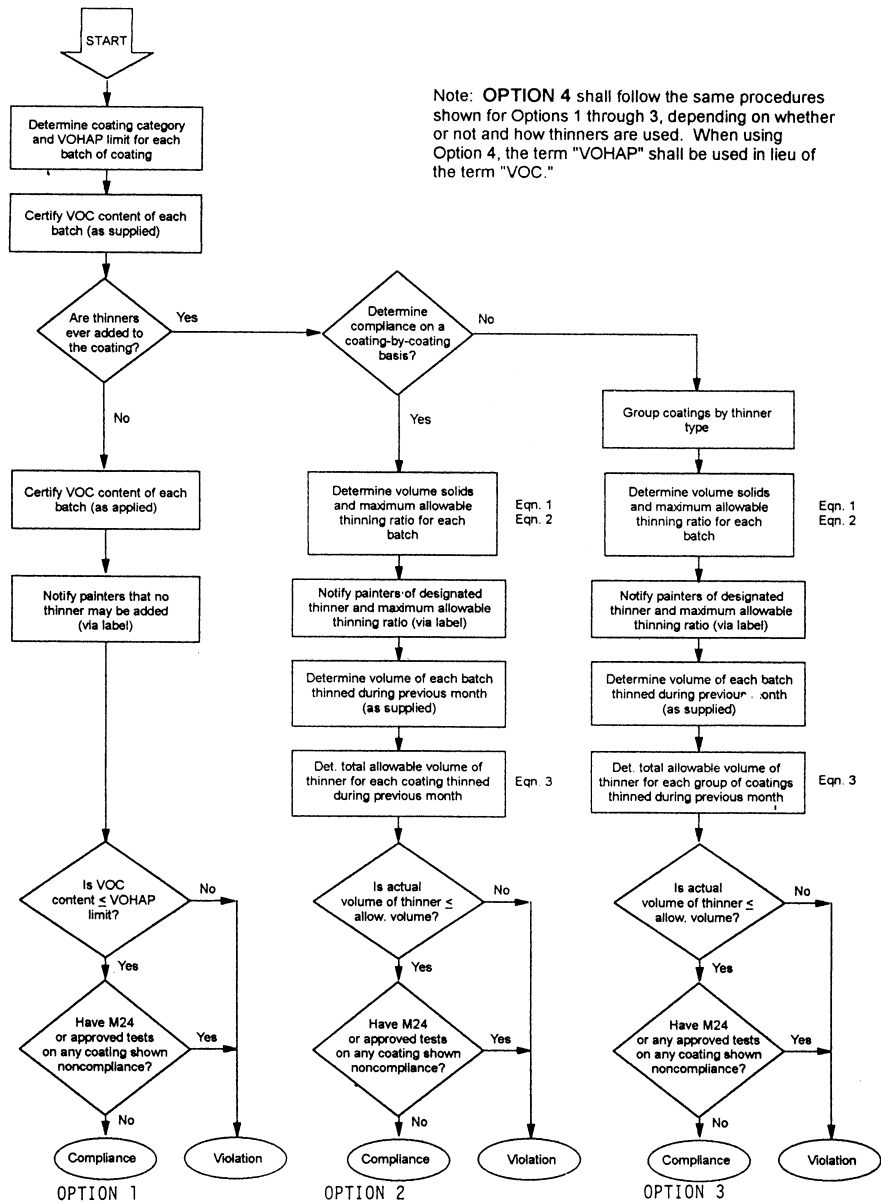 START
Note: OPTION 4 shall follow the same procedures
shown for Options 1 through 3, depending on whether
or not and how thinners are used. When using
Option 4, the term "VOHAP" shall be used in lieu of
the term "VOC."
Determine coating category
and VOHAP limit for each
batch of coating
Certify VOC content of each
batch (as supplied)
Are thinners
ever added to
the coating?
Yes
No
Determine
compliance on a
coating-by-coating
basis?
No
Yes
Group coatings by thinner
type
Certify VOC content of each
batch (as applied)
Notify painters that no
thinner may be added
(via label)
Determine volume solids
and maximum allowable
thinning ratio for each
batch
Eqn. 1
Eqn. 2
Notify painters of designated
thinner and maximum allowable
thinning ratio (via label)
Determine volume of each batch
thinned during previous month
(as supplied)
Det. total allowable volume of
thinner for each coating thinned
during previous month
Eqn. 3
Determine volume solids
and maximum allowable
thinning ratio for each
batch
Eqn. 1
Eqn. 2
Notify painters of designated
thinner and maximum allowable
thinning ratio (via label)
Determine volume of each batch
thinned during
(as supplied)
Det. total allowable volume of
thinner for each group of coatings
thinned during previous month
Eqn. 3
Is VOC
content ≤ VOHAP
limit?
No
Yes
Have M24
or approved tests
on any coating shown
noncompliance?
Yes
No
Compliance
Violation
OPTION 1
Is actual
volume of thinner ≤
allow. volume?
No
Yes
Have M24
or approved tests
on any coating shown
noncompliance?
Yes
No
Compliance
Violation
OPTION 2
Is actual
volume of thinner ≤
allow. volume?
No
Yes
Have M24
or any approved tests
on any coating shown
noncompliance?
Yes
No
Compliance
Violation
OPTION 3